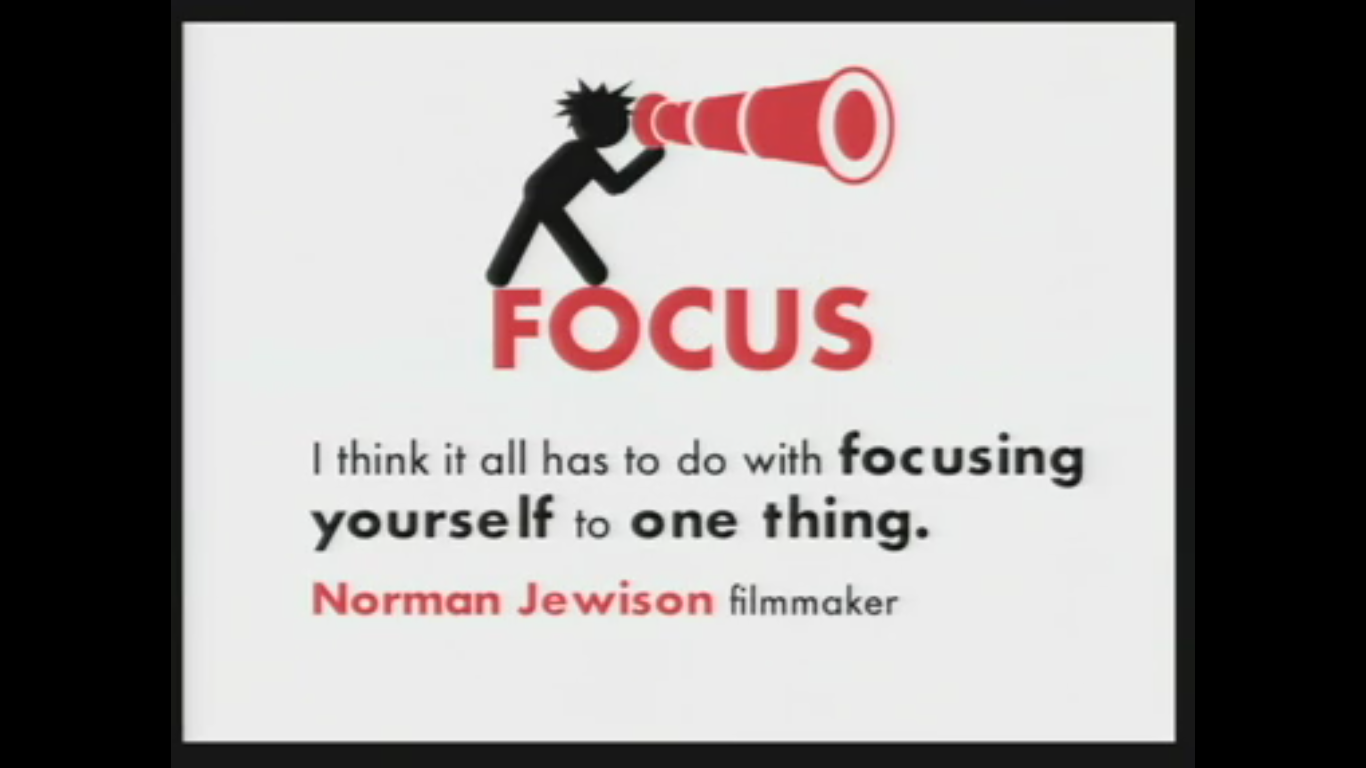 FOCUS
I think it all has to do with focusing
yourself to one thing.
Norman Jewison filmmaker